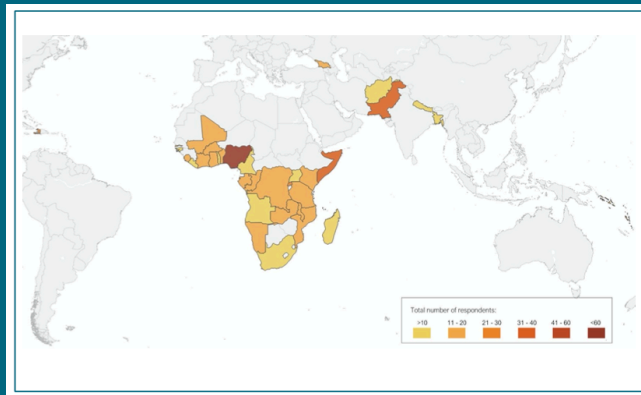 Total number of respondents:
>10 11 - 20 21 - 30 31 - 40 41 - 60 <60